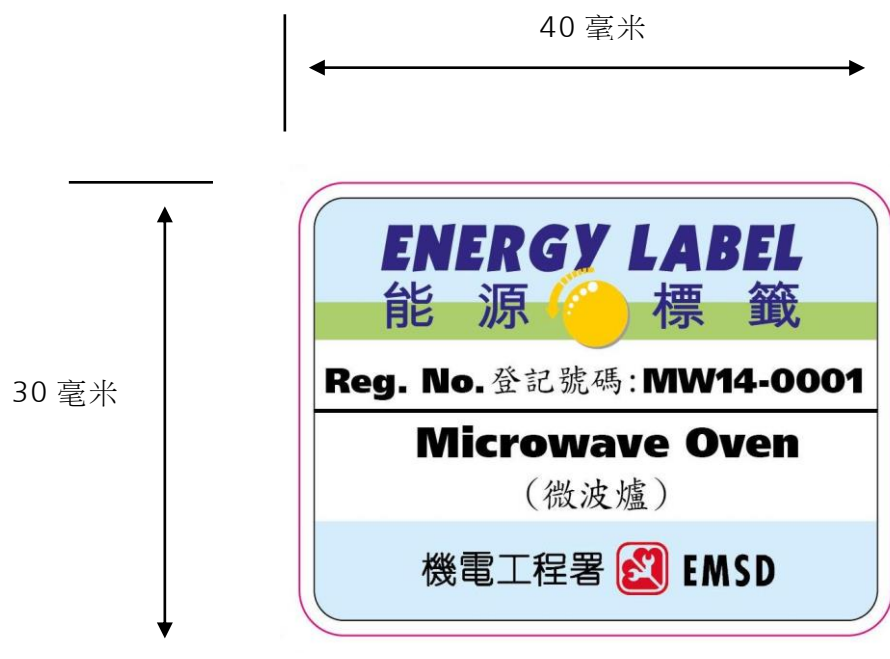 40 毫米
30 毫米
ENERGY LABEL
能 源 標 籤
Reg. No. 登記號碼:MW14-0001
Microwave Oven
(微波爐)
機電工程署 EMSD